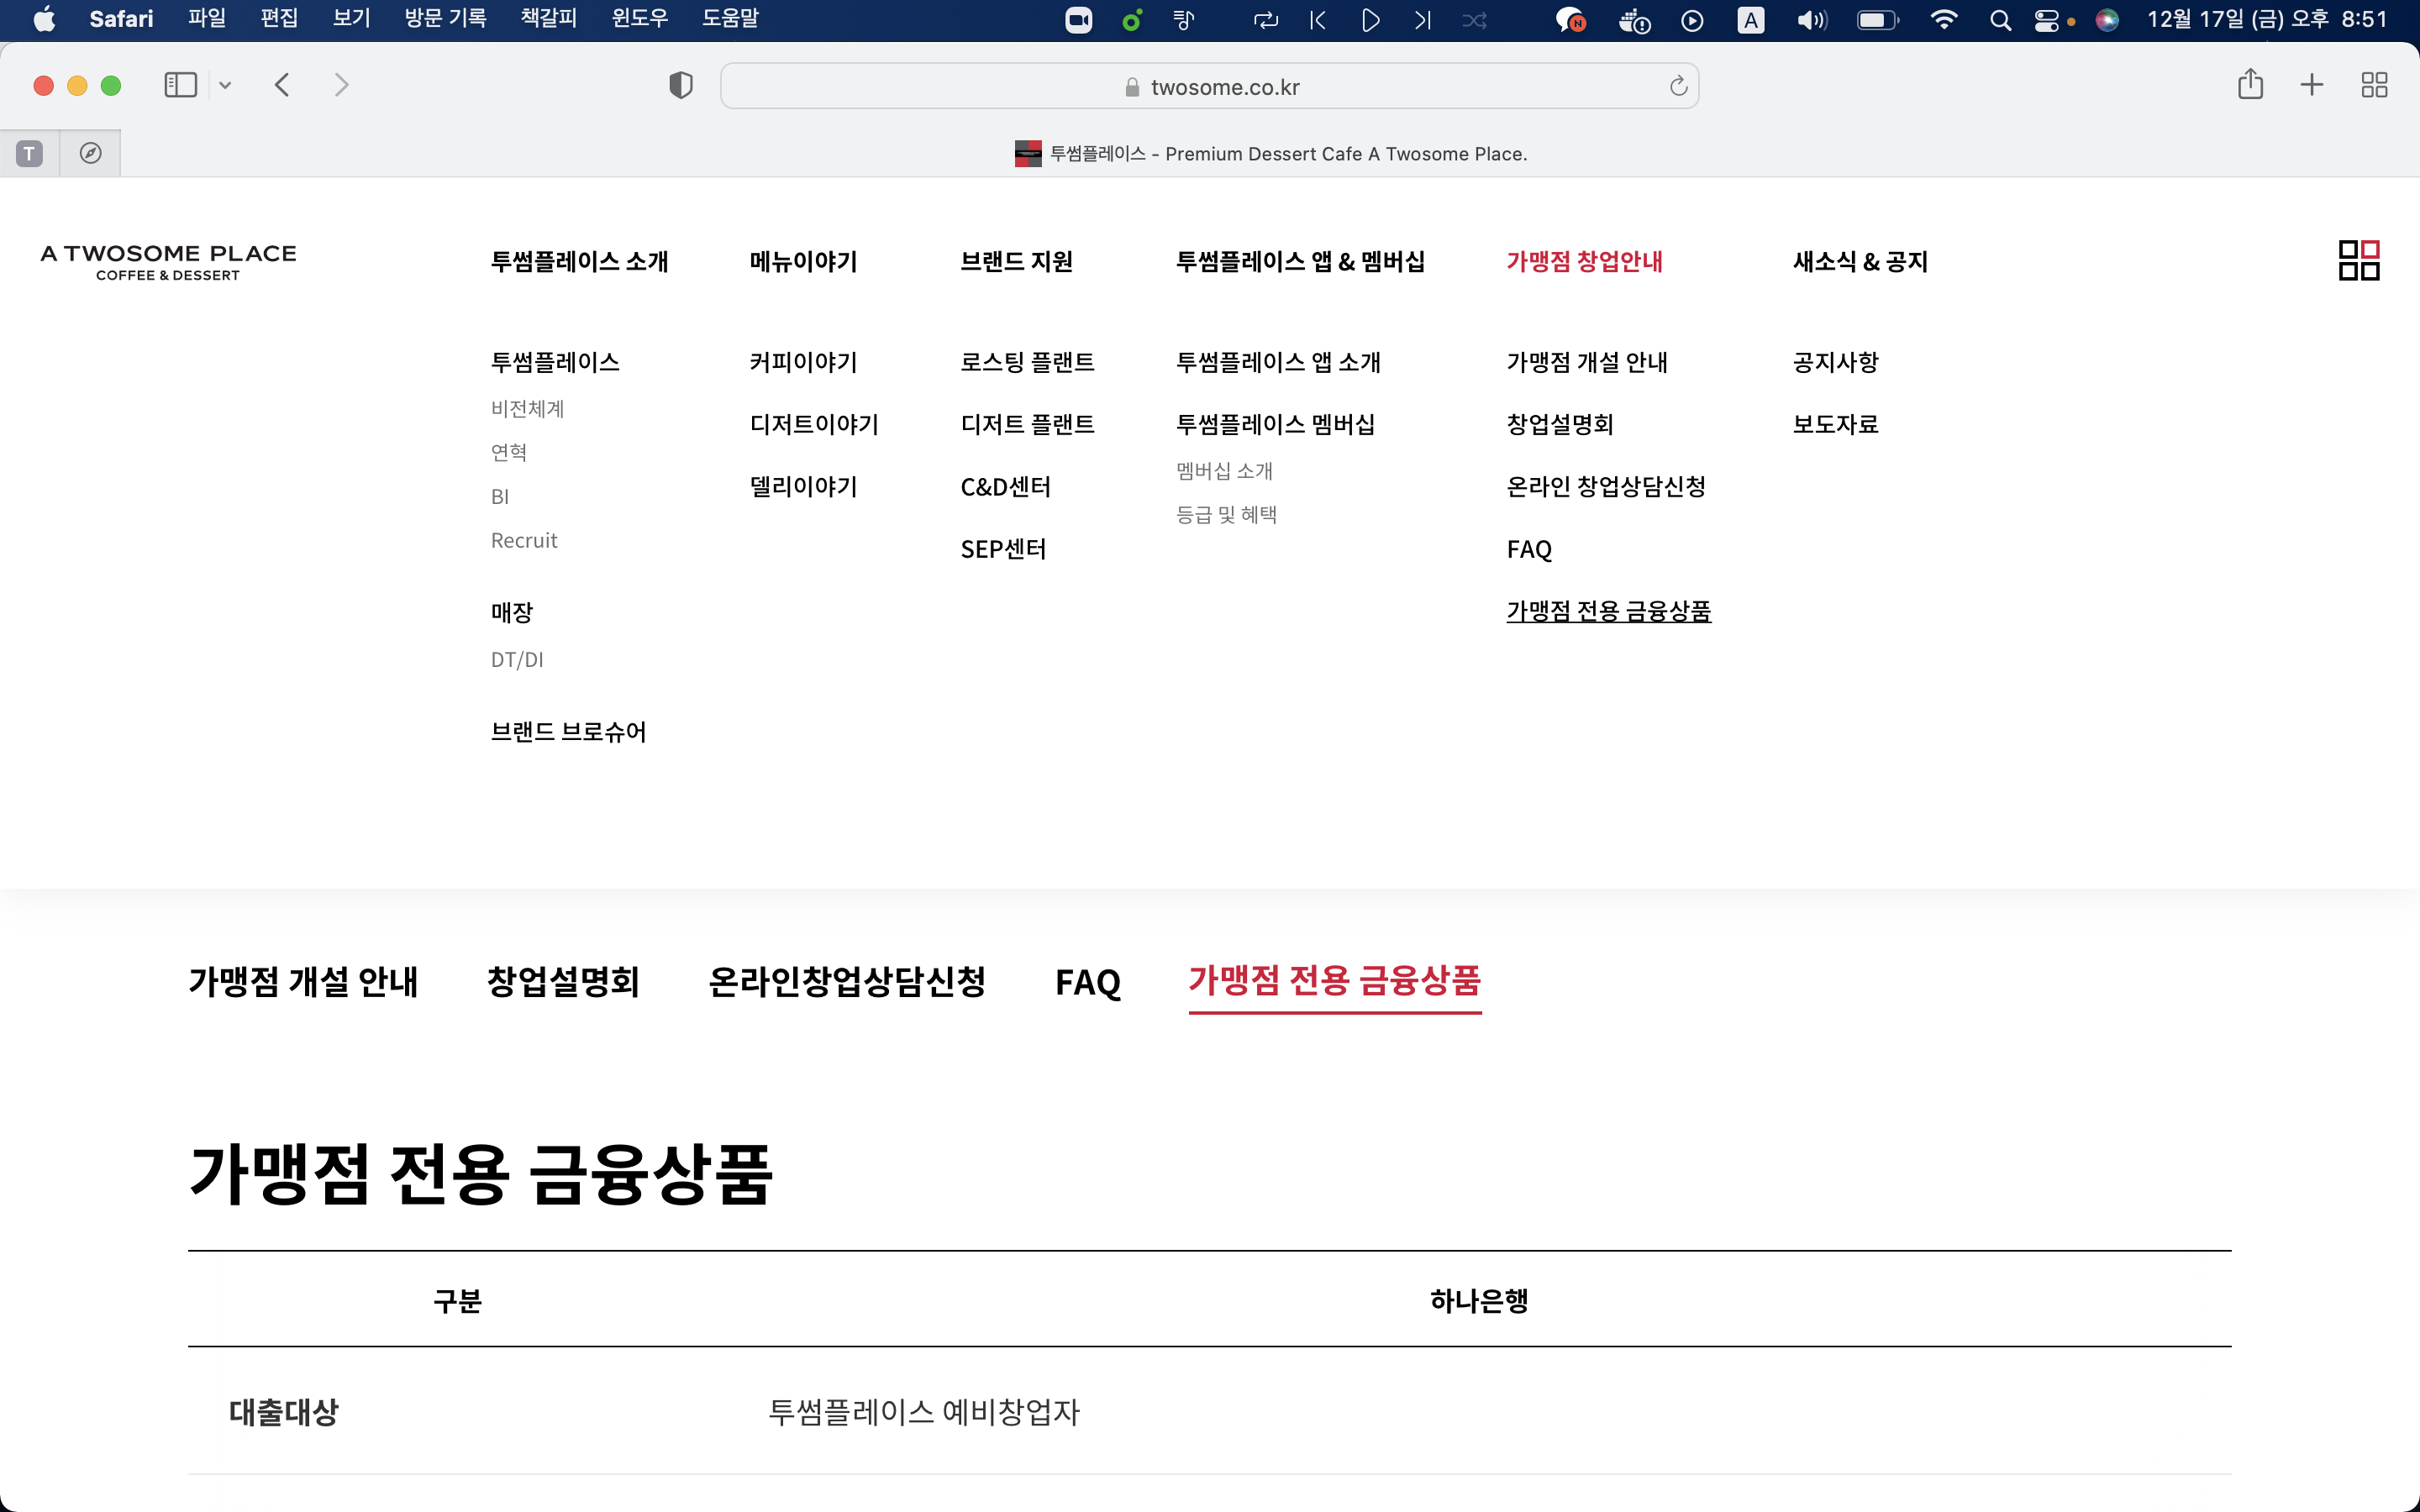 Safari 파일 편집 보기 방문 기록 책갈피 윈도우 도움말 N A 12월 17일 (금) 오후 8:51
twosome.co.kr
T 투썸플레이스 - Premium Dessert Cafe A Twosome Place.
A TWOSOME PLACE
COFFEE & DESSERT
투썸플레이스 소개 메뉴이야기 브랜드 지원 투썸플레이스 앱 & 멤버십 가맹점 창업안내 새소식 & 공지
투썸플레이스
비전체계
연혁
BI
Recruit
매장
DT/DI
브랜드 브로슈어
커피이야기
디저트이야기
델리이야기
로스팅 플랜트
디저트 플랜트
C&D센터
SEP센터
투썸플레이스 앱 소개
투썸플레이스 멤버십
멤버십 소개
등급 및 혜택
가맹점 개설 안내
창업설명회
온라인 창업상담신청
FAQ
가맹점 전용 금융상품
공지사항
보도자료
가맹점 개설 안내 창업설명회 온라인창업상담신청 FAQ 가맹점 전용 금융상품
가맹점 전용 금융상품
구분 하나은행
대출대상 투썸플레이스 예비창업자